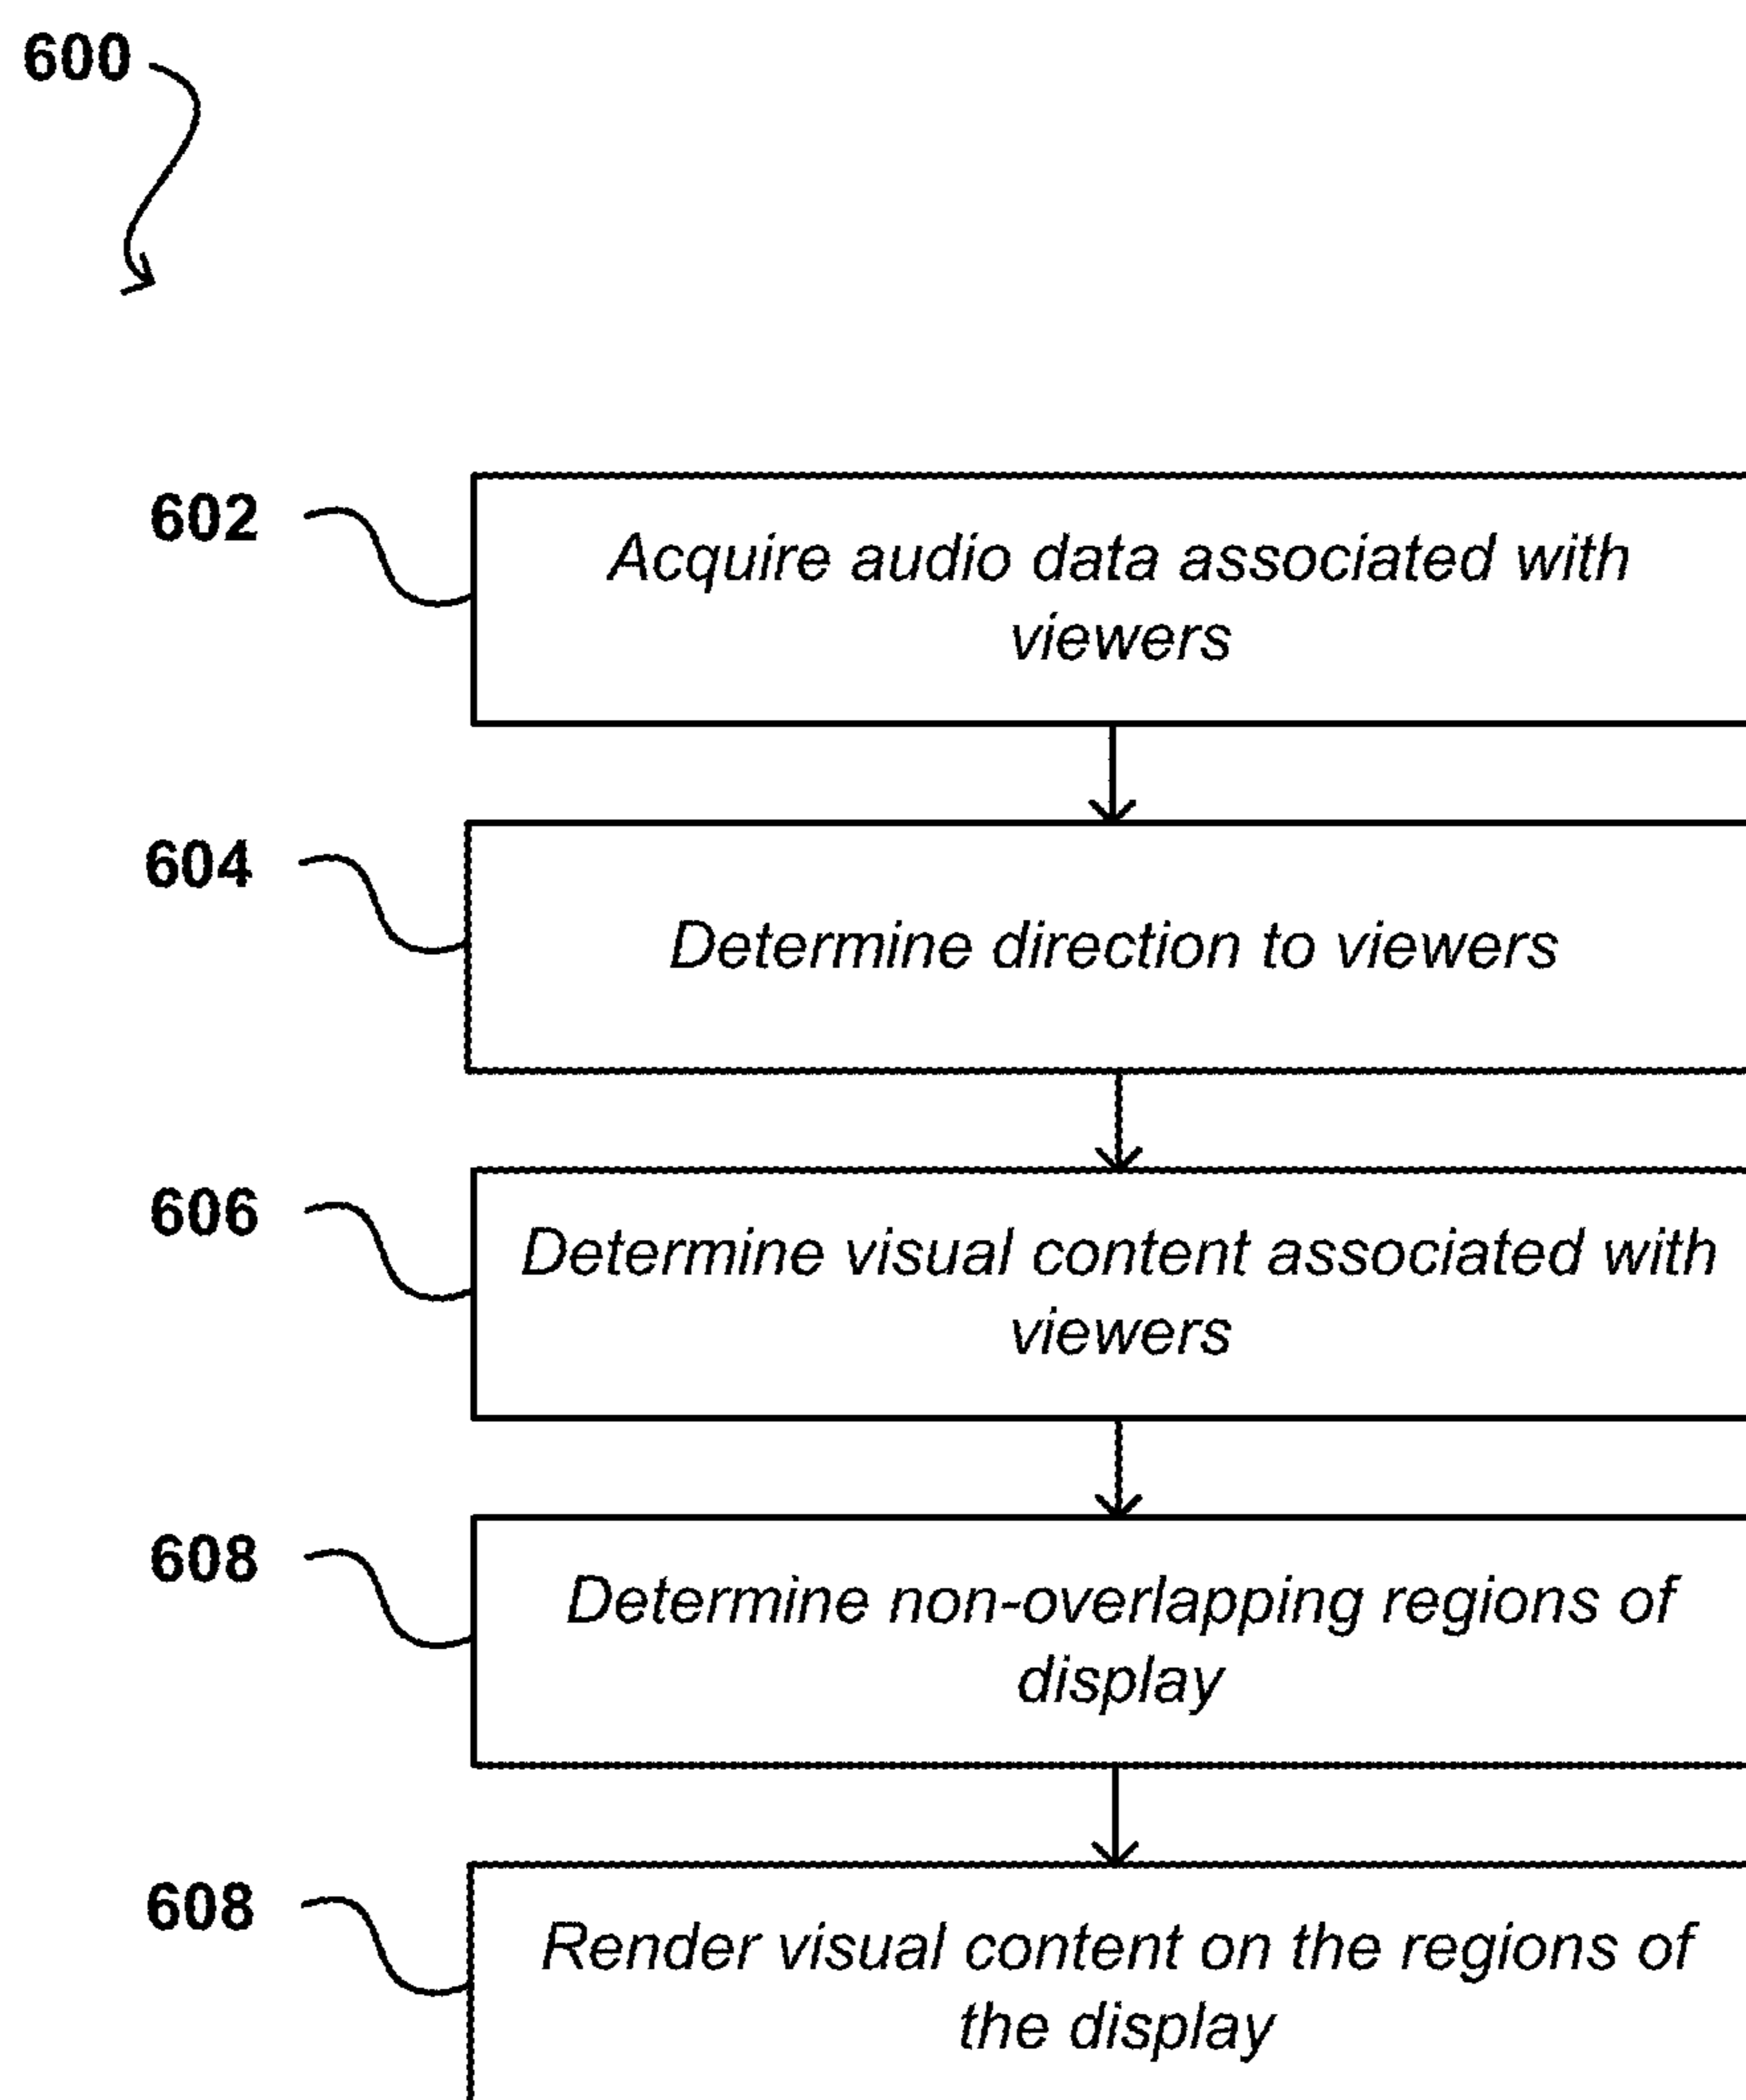 600
602
Acquire audio data associated with
viewers
604
Determine direction to viewers
606
Determine visual content associated with
viewers
608
Determine non-overlapping regions of
display
608
Render visual content on the regions of
the display